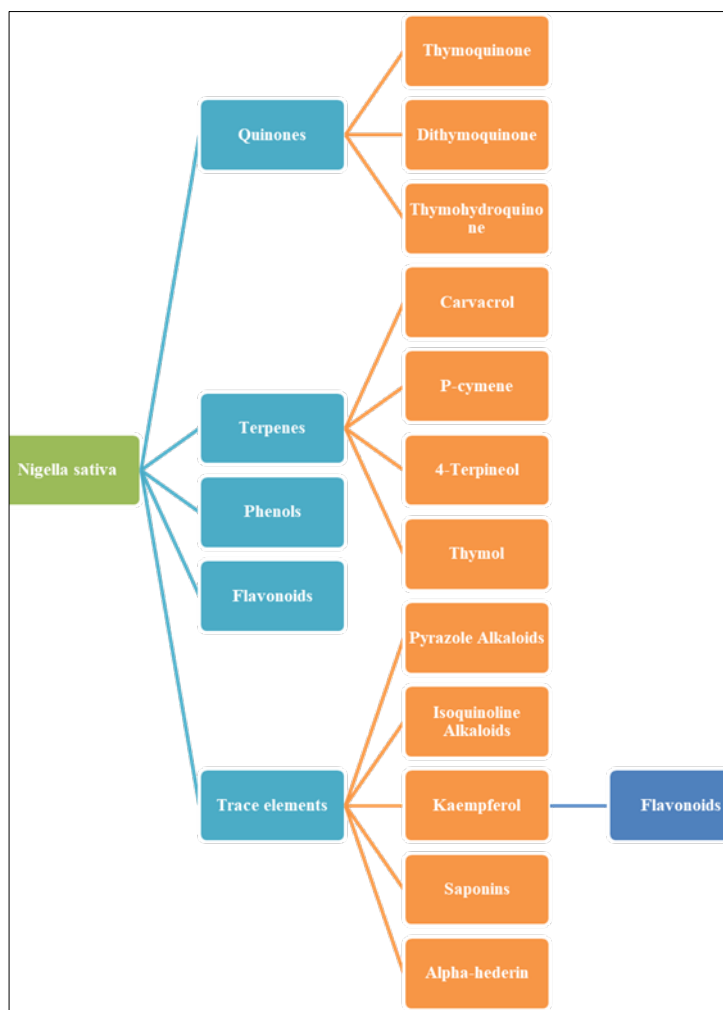 Nigella sativa
Quinones
Thymoquinone
Dithymoquinone
Thymohydroquino
ne
Terpenes
Carvacrol
P-cymene
4-Terpineol
Thymol
Phenols
Flavonoids
Trace elements
Pyrazole Alkaloids
Isoquinoline
Alkaloids
Kaempferol
Flavonoids
Saponins
Alpha-hederin